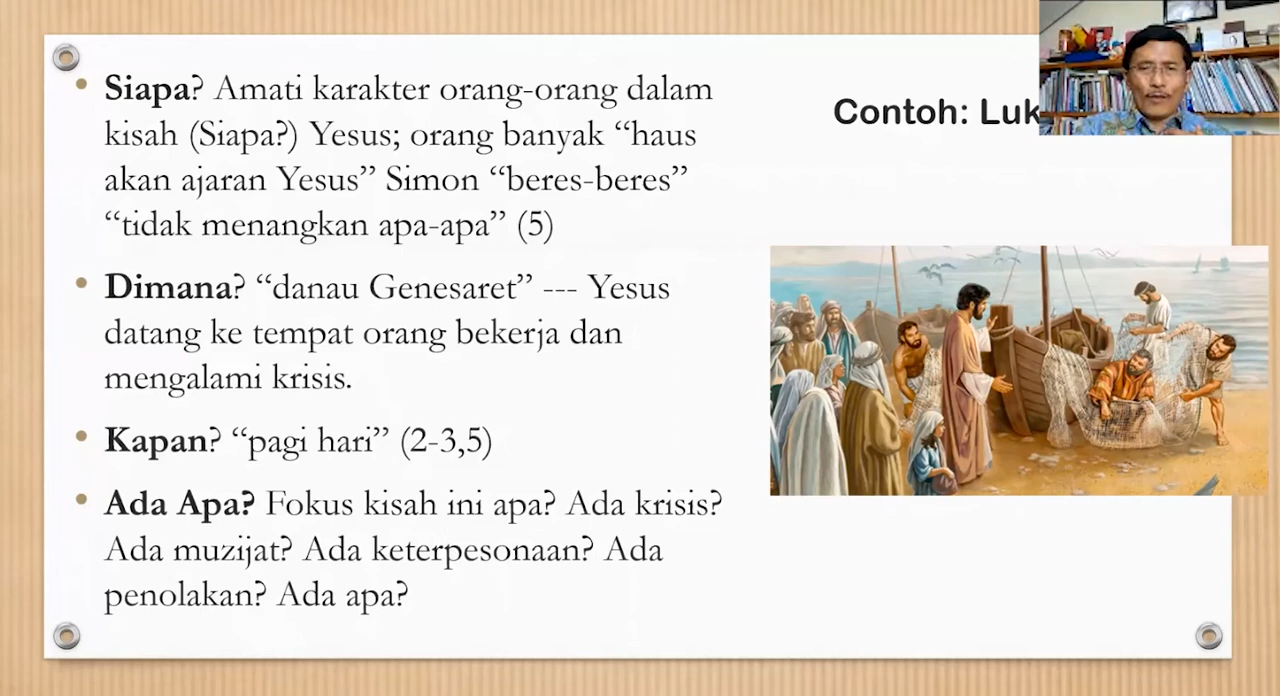 Contoh: Luk
• Siapa? Amati karakter orang-orang dalam
kisah (Siapa?) Yesus; orang banyak “haus
akan ajaran Yesus” Simon “beres-beres”
“tidak menangkan apa-apa” (5)
• Dimana? “danau Genesaret” --- Yesus
datang ke tempat orang bekerja dan
mengalami krisis.
• Kapan? “pagi hari” (2-3,5)
• Ada Apa? Fokus kisah ini apa? Ada krisis?
Ada muzijat? Ada keterpesonaan? Ada
penolakan? Ada apa?